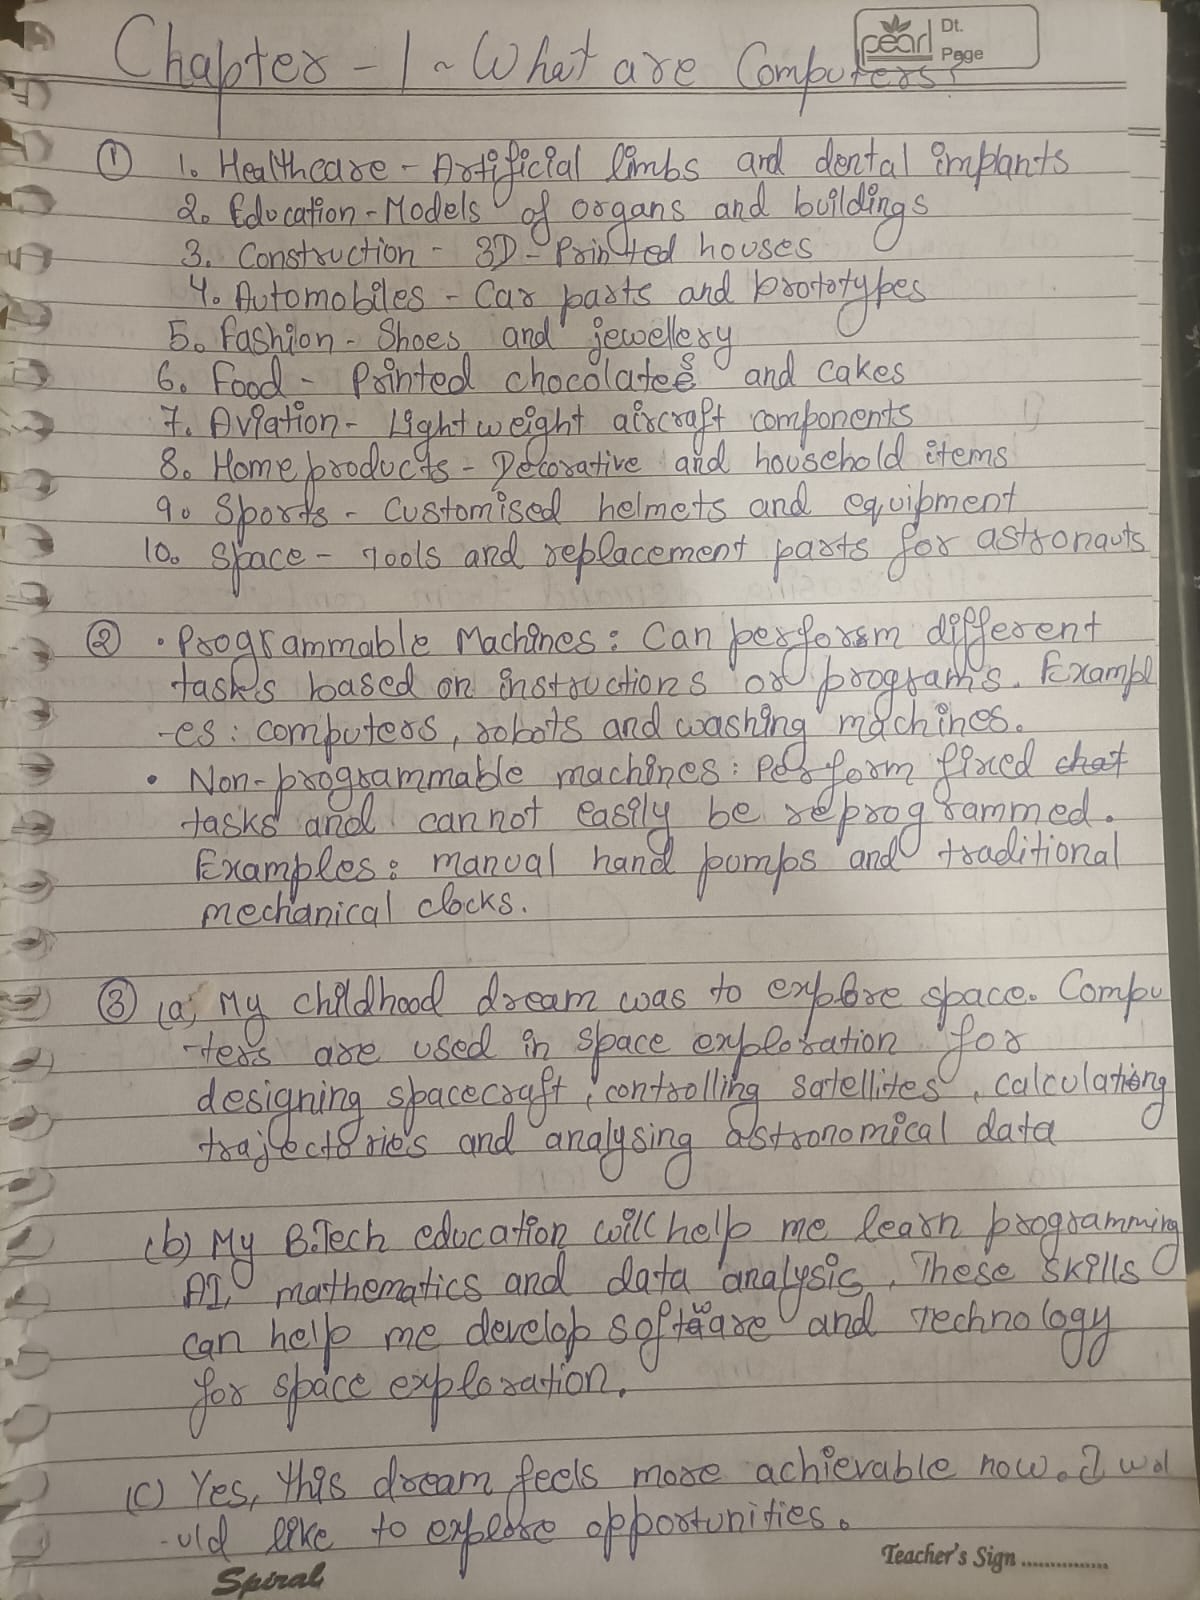 pearl Dt.
Page
Chapter - 1 ~ What are Computers?
① 1. Healthcare - Artificial limbs and dental implants
2. Education - Models of organs and buildings
3. Construction - 3D - Printed houses
4. Automobiles - Car parts and prototypes
5. Fashion - Shoes and jewellery
6. Food - Printed chocolates and cakes
7. Aviation - Lightweight aircraft components
8. Home products - Decorative and household items
9. Sports - Customised helmets and equipment
10. Space - Tools and replacement parts for astronauts
② • Programmable Machines: Can perform different
tasks based on instructions or programs. Exampl
-es: computers, robots and washing machines.
• Non-programmable machines: Perform fixed
tasks and cannot easily be reprogrammed.
Examples: manual hand pumps and traditional
mechanical clocks.
③ (a) My childhood dream was to explore space. Compu
-ters are used in space exploration for
designing spacecraft, controlling satellites, calculating
trajectories and analysing astronomical data
(b) My B.Tech education will help me learn programming
AI, mathematics and data analysis. These skills
can help me develop software and technology
for space exploration.
(c) Yes, this dream feels more achievable now. I wo
-uld like to explore opportunities.
Teacher's Sign ...............
Spiral